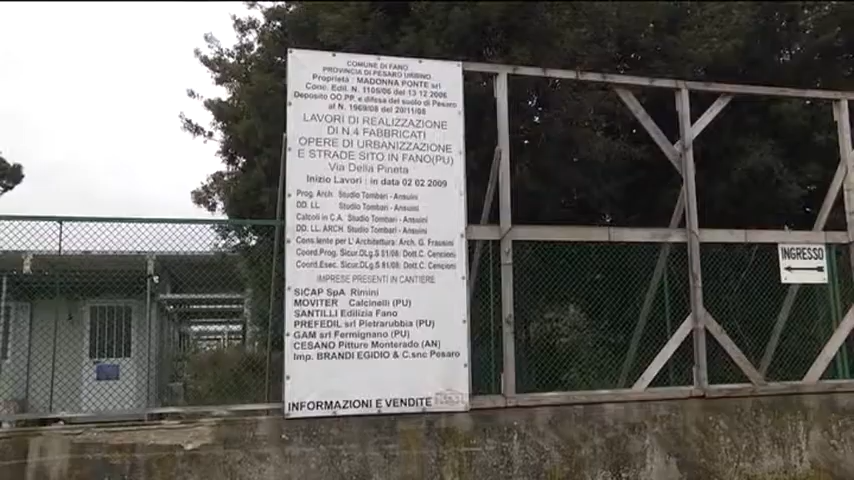 COMUNE DI FANO
PROVINCIA DI PESARO URBINO
Proprietà : MADONNA PONTE srl
Conc. Edil. N. 1105/06 del 13 12 2006
Deposito OO.PP. e difesa del suolo di Pesaro
al N. 1969/08 del 20/11/08
LAVORI DI REALIZZAZIONE
DI N.4 FABBRICATI
OPERE DI URBANIZZAZIONE
E STRADE SITO IN FANO(PU)
Via Della Pineta
Inizio Lavori : in data 02 02 2009
Prog. Arch. Studio Tombari - Ansuini
DD. LL Studio Tombari - Ansuini
Calcoli in C.A. Studio Tombari - Ansuini
DD. LL. ARCH. Studio Tombari - Ansuini
Cons.lente per L'Architettura: Arch. G. Frausini
Coord.Prog. Sicur.DLg.S 81/08: Dott. C. Cencioni
Coord.Esec. Sicur.DLg.S 81/08: Dott. C. Cencioni
IMPRESE PRESENTI IN CANTIERE
SICAP SpA Rimini
MOVITER Calcinelli (PU)
SANTILLI Edilizia Fano
PREFEDIL srl Pietrarubbia (PU)
GAM srl Fermignano (PU)
CESANO Pitture Monterado (AN)
Imp. BRANDI EGIDIO & C.snc Pesaro
INFORMAZIONI E VENDITE
INGRESSO